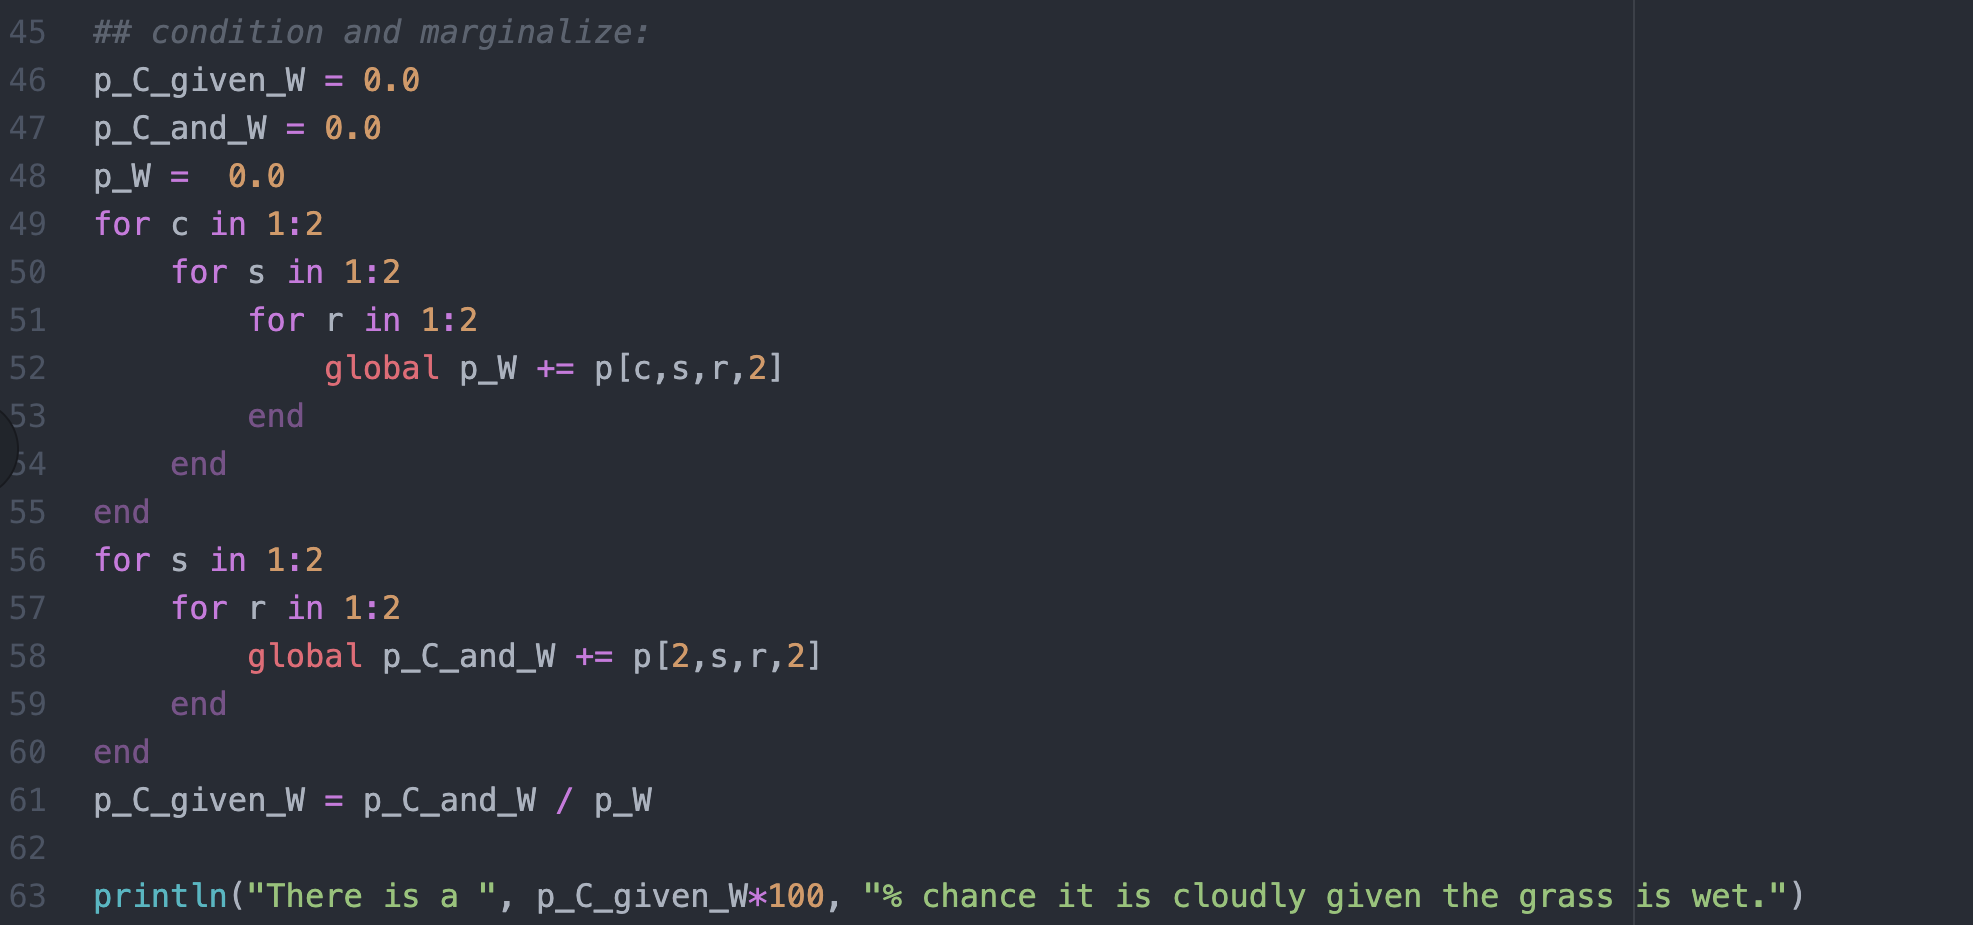 45 ## condition and marginalize:
46 p_C_given_W = 0.0
47 p_C_and_W = 0.0
48 p_W =  0.0
49 for c in 1:2
50     for s in 1:2
51         for r in 1:2
52             global p_W += p[c,s,r,2]
53         end
54     end
55 end
56 for s in 1:2
57     for r in 1:2
58         global p_C_and_W += p[2,s,r,2]
59     end
60 end
61 p_C_given_W = p_C_and_W / p_W
62
63 println("There is a ", p_C_given_W*100, "% chance it is cloudly given the grass is wet.")